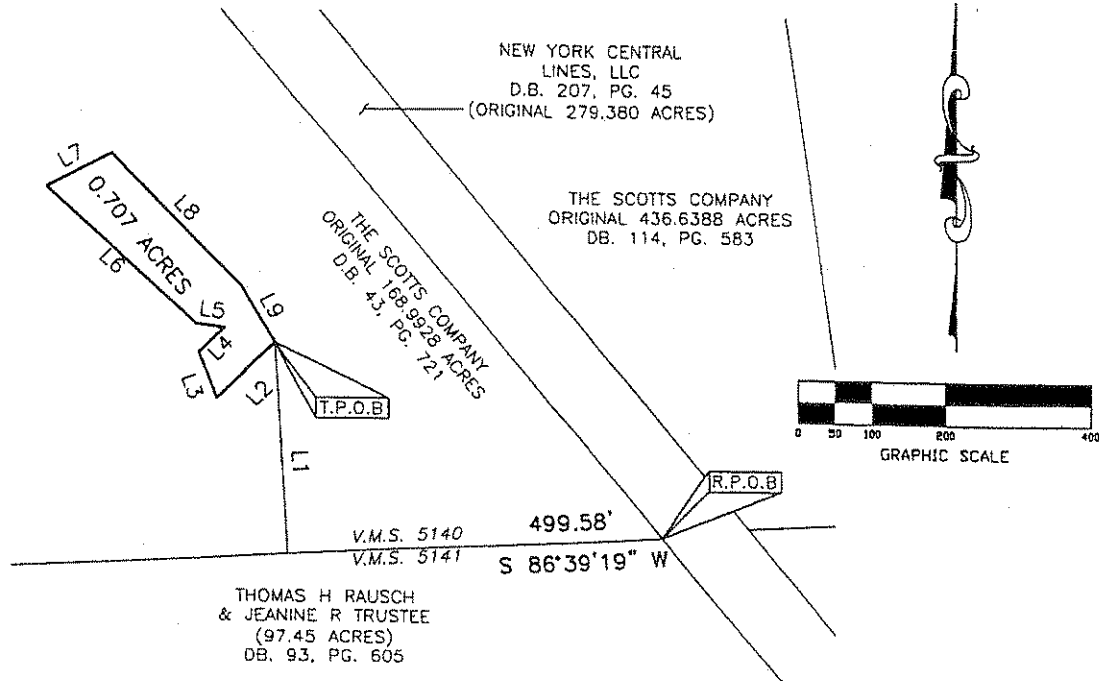 NEW YORK CENTRAL
LINES, LLC
D.B. 207, PG. 45
(ORIGINAL 279.380 ACRES)
THE SCOTTS COMPANY
ORIGINAL 436.6388 ACRES
DB. 114, PG. 583
THE SCOTTS COMPANY
ORIGINAL 168.9928 ACRES
D.B. 43, PG. 721
L7
0.707 ACRES
L8
L6
L9
L5
L4
L3
L2
T.P.O.B
L1
0 50 100 200 400
GRAPHIC SCALE
R.P.O.B
V.M.S. 5140
499.58'
V.M.S. 5141
S 86°39'19" W
THOMAS H RAUSCH
& JEANINE R TRUSTEE
(97.45 ACRES)
DB. 93, PG. 605